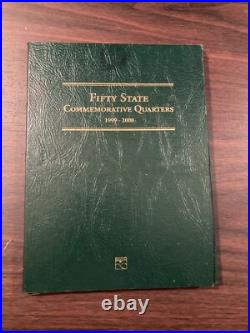 FIFTY STATE
COMMEMORATIVE QUARTERS
1999 - 2008